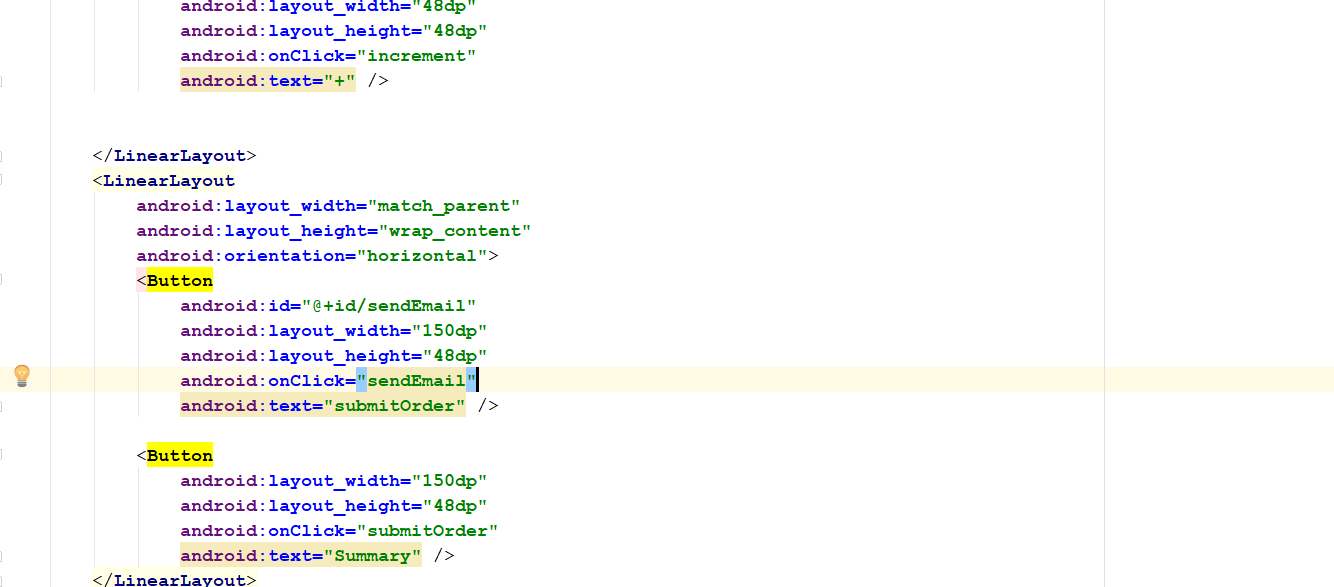 android:layout_width="48dp"
android:layout_height="48dp"
android:onClick="increment"
android:text="+" />
</LinearLayout>
<LinearLayout
android:layout_width="match_parent"
android:layout_height="wrap_content"
android:orientation="horizontal">
<Button
android:id="@+id/sendEmail"
android:layout_width="150dp"
android:layout_height="48dp"
android:onClick="sendEmail"
android:text="submitOrder" />
<Button
android:layout_width="150dp"
android:layout_height="48dp"
android:onClick="submitOrder"
android:text="Summary" />
</LinearLayout>